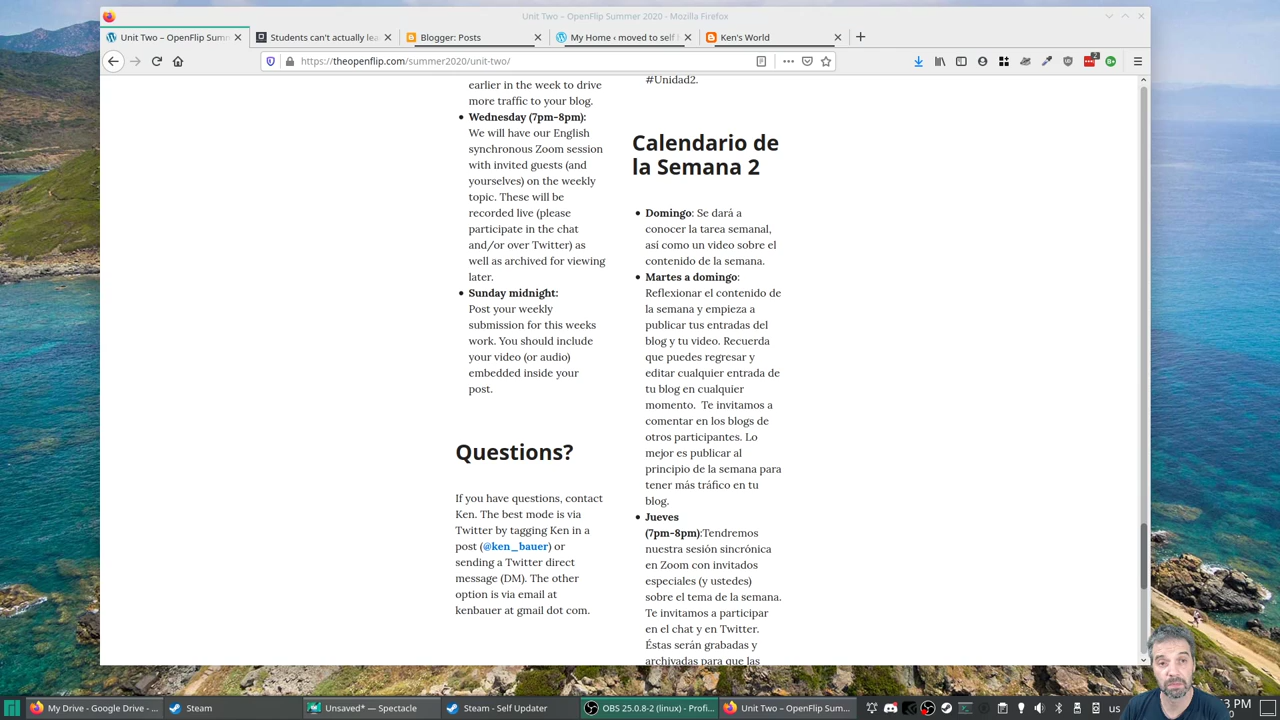 Unit Two – OpenFlip Summer 2020 - Mozilla Firefox
Unit Two – OpenFlip Summ
Students can't actually lea
Blogger: Posts
My Home ‹ moved to self h
Ken's World
https://theopenflip.com/summer2020/unit-two/
2
earlier in the week to drive
more traffic to your blog.
Wednesday (7pm-8pm):
We will have our English
synchronous Zoom session
with invited guests (and
yourselves) on the weekly
topic. These will be
recorded live (please
participate in the chat
and/or over Twitter) as
well as archived for viewing
later.
Sunday midnight:
Post your weekly
submission for this weeks
work. You should include
your video (or audio)
embedded inside your
post.
Questions?
If you have questions, contact
Ken. The best mode is via
Twitter by tagging Ken in a
post (@ken_bauer) or
sending a Twitter direct
message (DM). The other
option is via email at
kenbauer at gmail dot com.
#Unidad2.
Calendario de
la Semana 2
Domingo: Se dará a
conocer la tarea semanal,
así como un video sobre el
contenido de la semana.
Martes a domingo:
Reflexionar el contenido de
la semana y empieza a
publicar tus entradas del
blog y tu video. Recuerda
que puedes regresar y
editar cualquier entrada de
tu blog en cualquier
momento.  Te invitamos a
comentar en los blogs de
otros participantes. Lo
mejor es publicar al
principio de la semana para
tener más tráfico en tu
blog.
Jueves
(7pm-8pm):Tendremos
nuestra sesión sincrónica
en Zoom con invitados
especiales (y ustedes)
sobre el tema de la semana.
Te invitamos a participar
en el chat y en Twitter.
Éstas serán grabadas y
archivadas para que las
My Drive - Google Drive - ...
Steam
Unsaved* — Spectacle
Steam - Self Updater
OBS 25.0.8-2 (linux) - Profi...
Unit Two – OpenFlip Sum...
us
3 PM